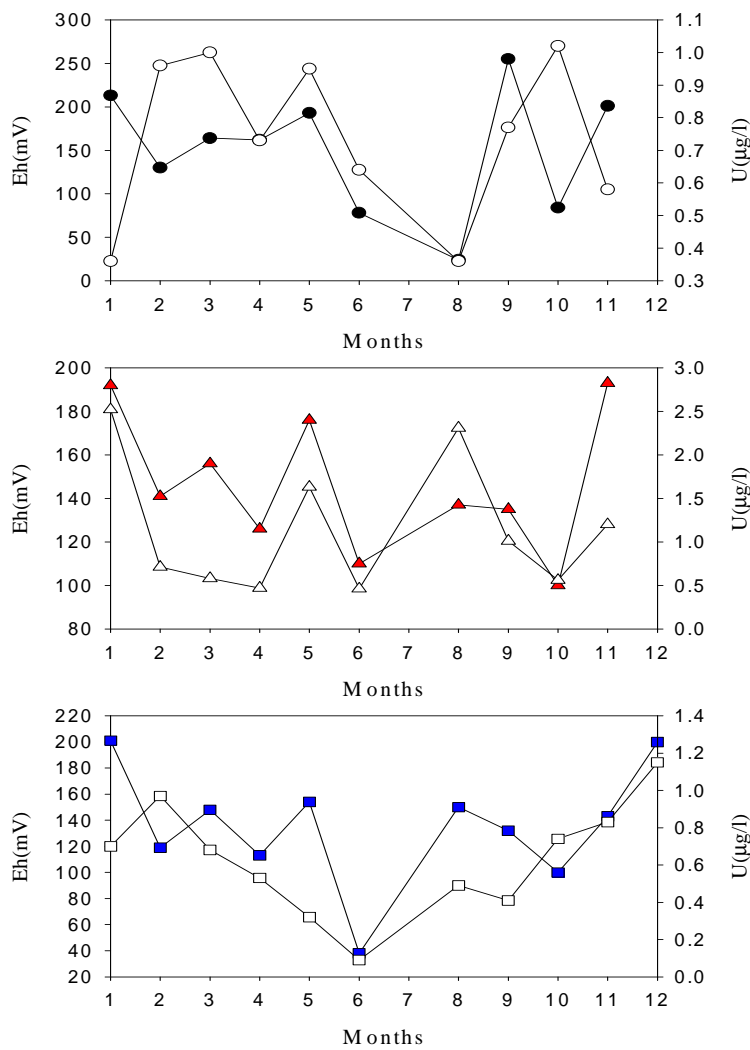 300 1.1
250 1.0
0.9
200 0.8
150 0.7
0.6
100 0.5
50 0.4
0 0.3
Eh(mV)
U(µg/l)
1 2 3 4 5 6 7 8 9 10 11 12
Months
200 3.0
180 2.5
160 2.0
140 1.5
120 1.0
100 0.5
80 0.0
Eh(mV)
U(µg/l)
1 2 3 4 5 6 7 8 9 10 11 12
Months
220 1.4
200 1.2
180
160 1.0
140 0.8
120
100 0.6
80 0.4
60
40 0.2
20 0.0
Eh(mV)
U(µg/l)
1 2 3 4 5 6 7 8 9 10 11 12
Months